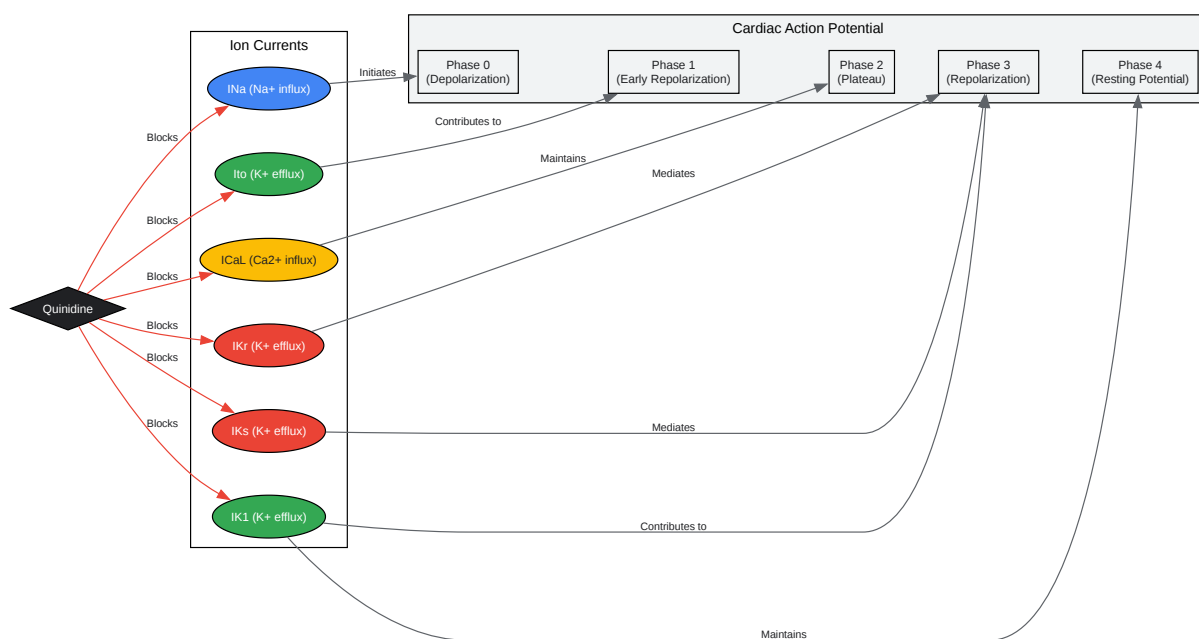 Cardiac Action Potential
Ion Currents
Phase 0
(Depolarization)
Phase 1
(Early Repolarization)
Phase 2
(Plateau)
Phase 3
(Repolarization)
Phase 4
(Resting Potential)
INa (Na+ influx)
Initiates
Blocks
Contributes to
Ito (K+ efflux)
Maintains
Mediates
Blocks
ICaL (Ca2+ influx)
Blocks
Quinidine
Blocks
IKr (K+ efflux)
Blocks
IKs (K+ efflux)
Mediates
Blocks
IK1 (K+ efflux)
Contributes to
Maintains